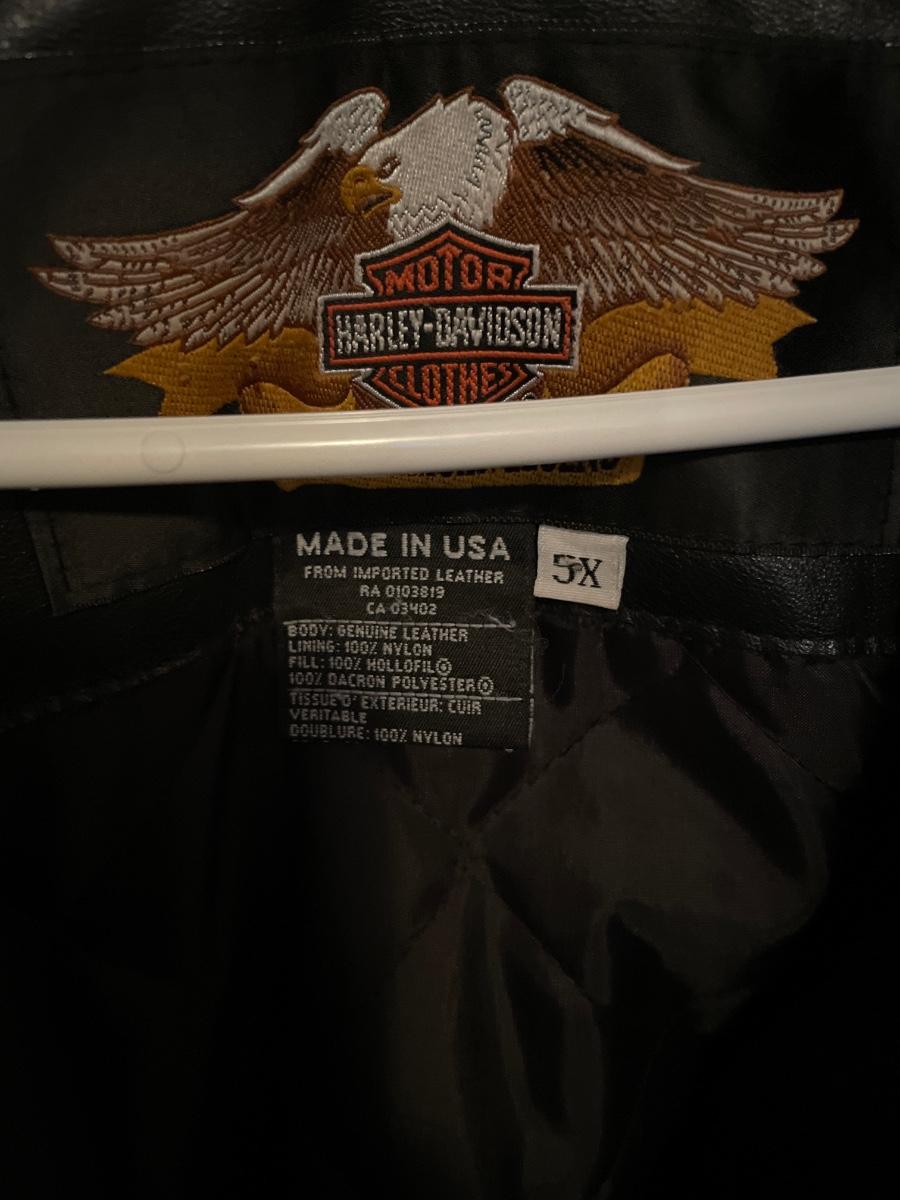 MOTOR
HARLEY-DAVIDSON
CLOTHES
®
MADE IN USA
FROM IMPORTED LEATHER
RA 0103819
CA 03402
5X
BODY: GENUINE LEATHER
LINING: 100% NYLON
FILL: 100% HOLLOFIL®
100% DACRON POLYESTER®
TISSUE D' EXTERIEUR: CUIR
VERITABLE
DOUBLURE: 100% NYLON